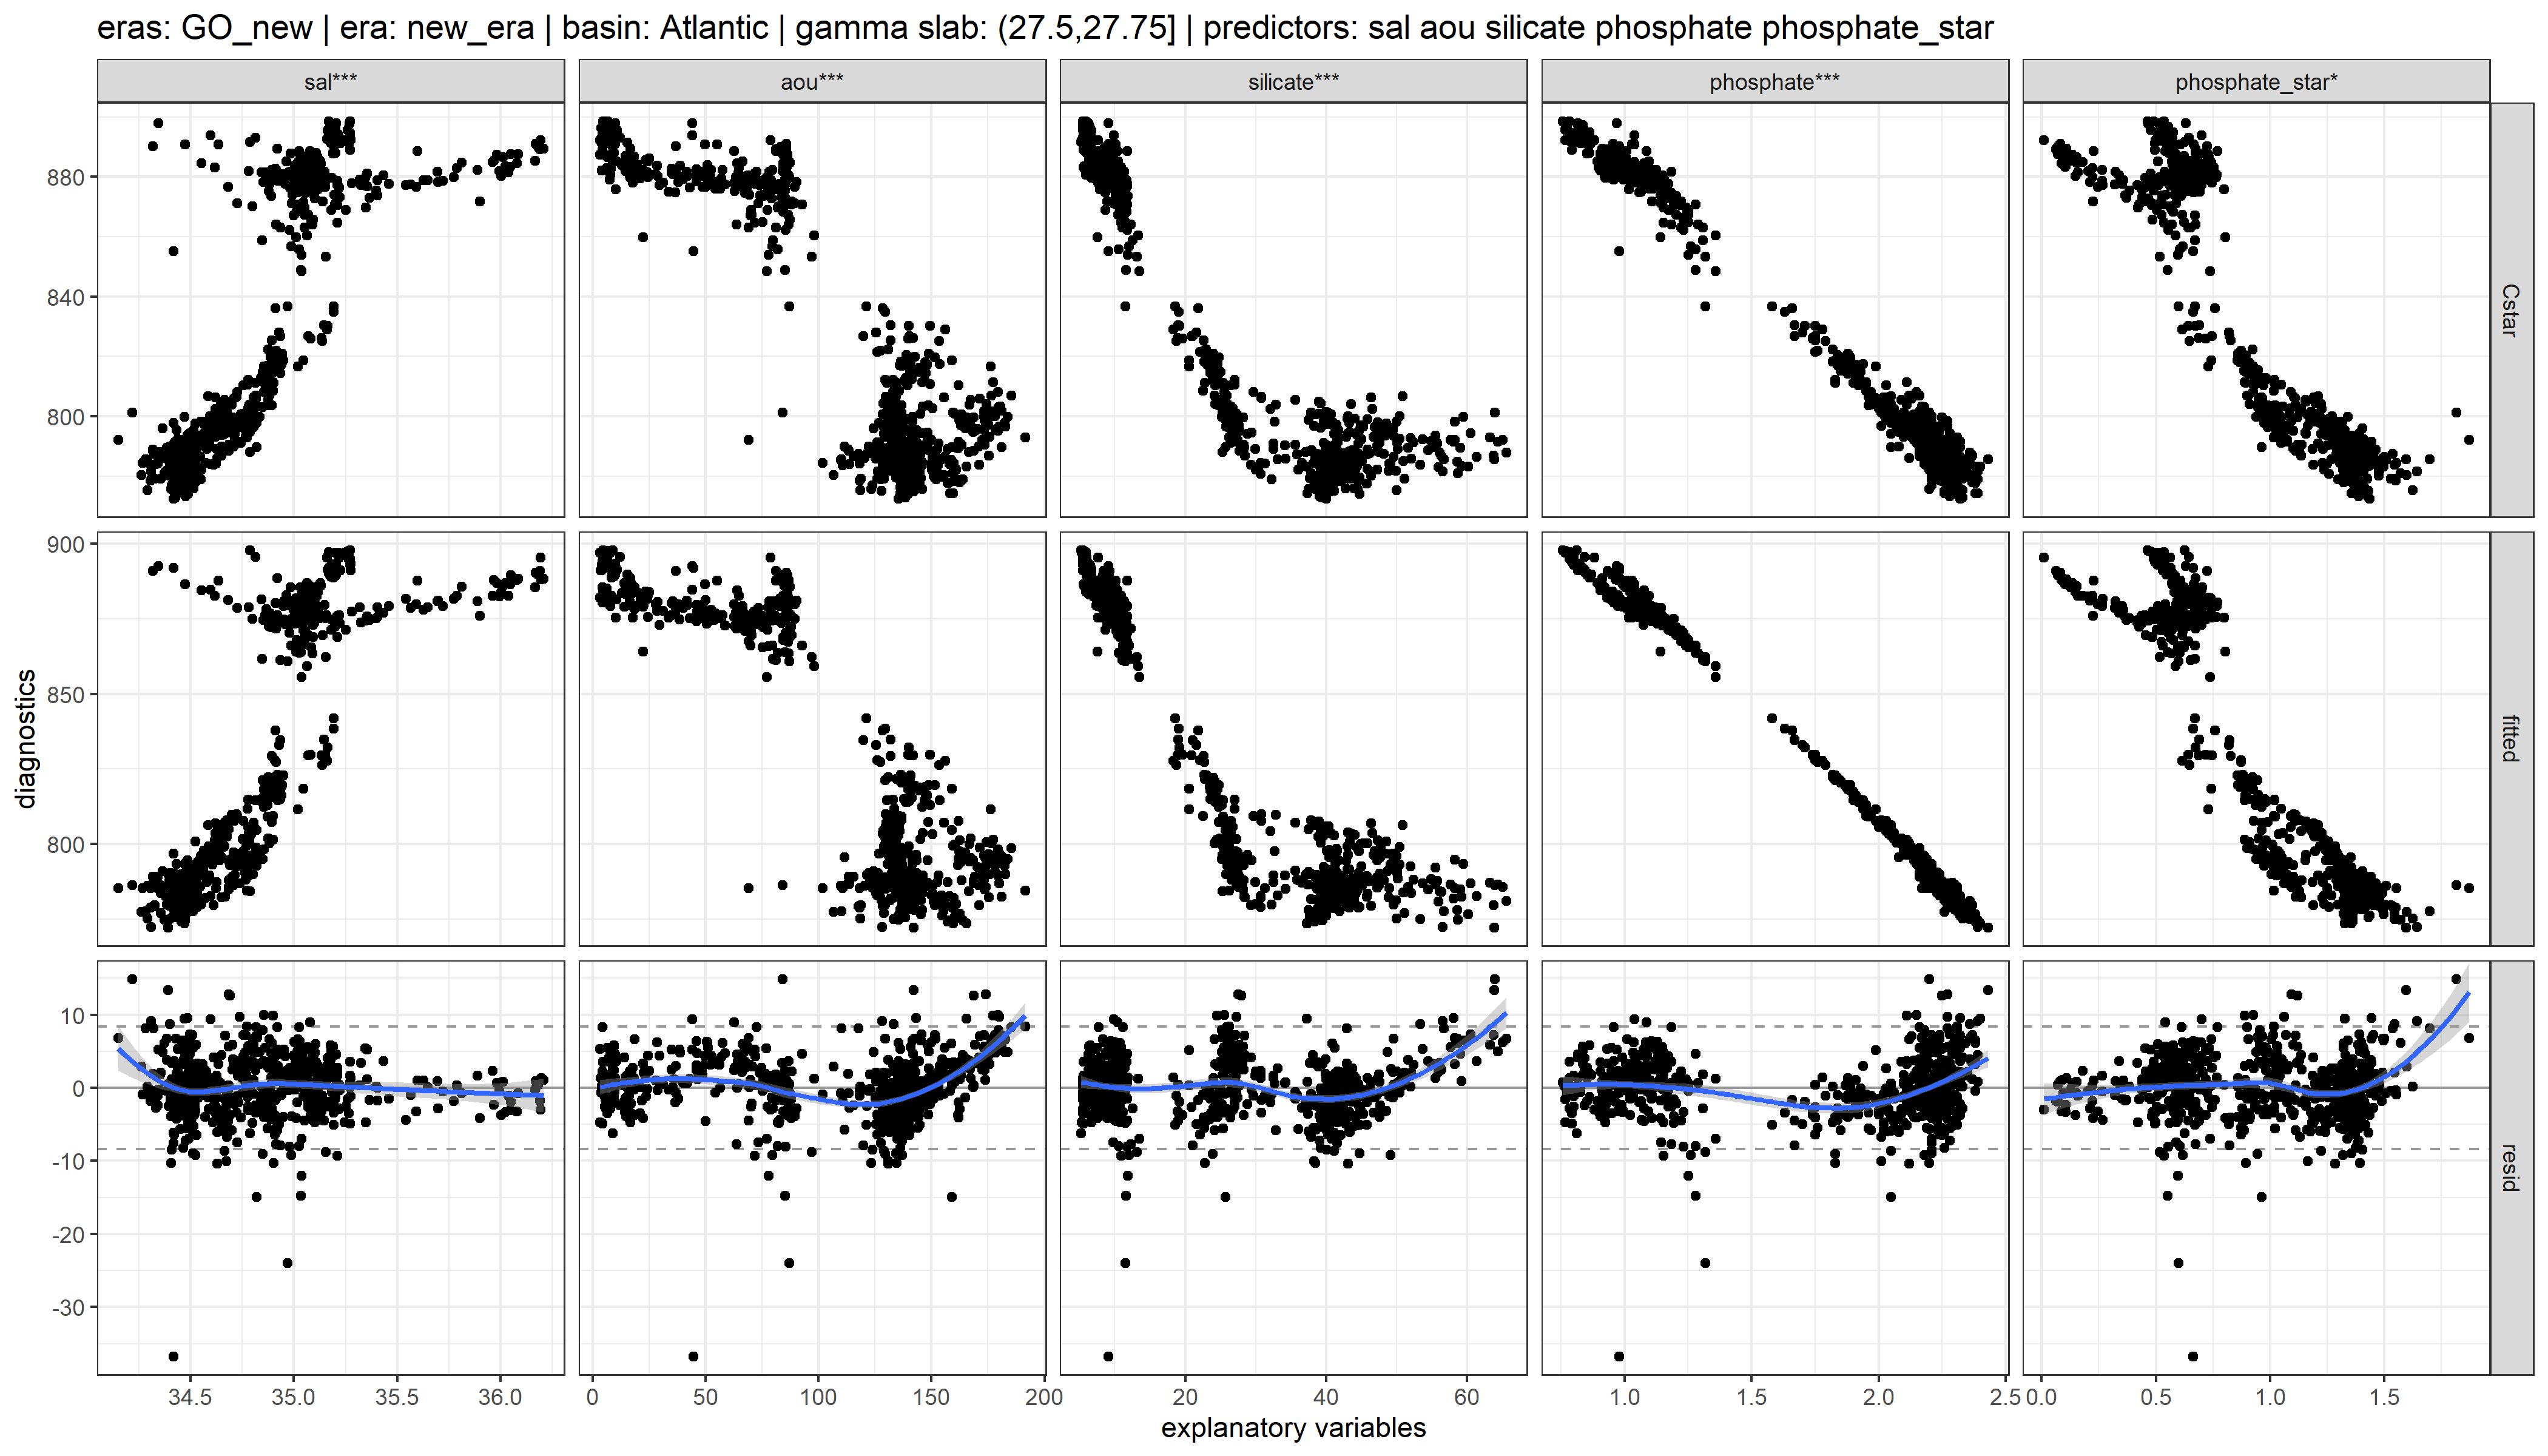 eras: GO_new | era: new_era | basin: Atlantic | gamma slab: (27.5,27.75] | predictors: sal aou silicate phosphate phosphate_star
sal*** aou*** silicate*** phosphate*** phosphate_star*
880
840
800
Cstar
900
850
800
fitted
diagnostics
10
0
-10
-20
-30
resid
34.5 35.0 35.5 36.0 0 50 100 150 200 20 40 60 1.0 1.5 2.0 2.5 0.0 0.5 1.0 1.5
explanatory variables